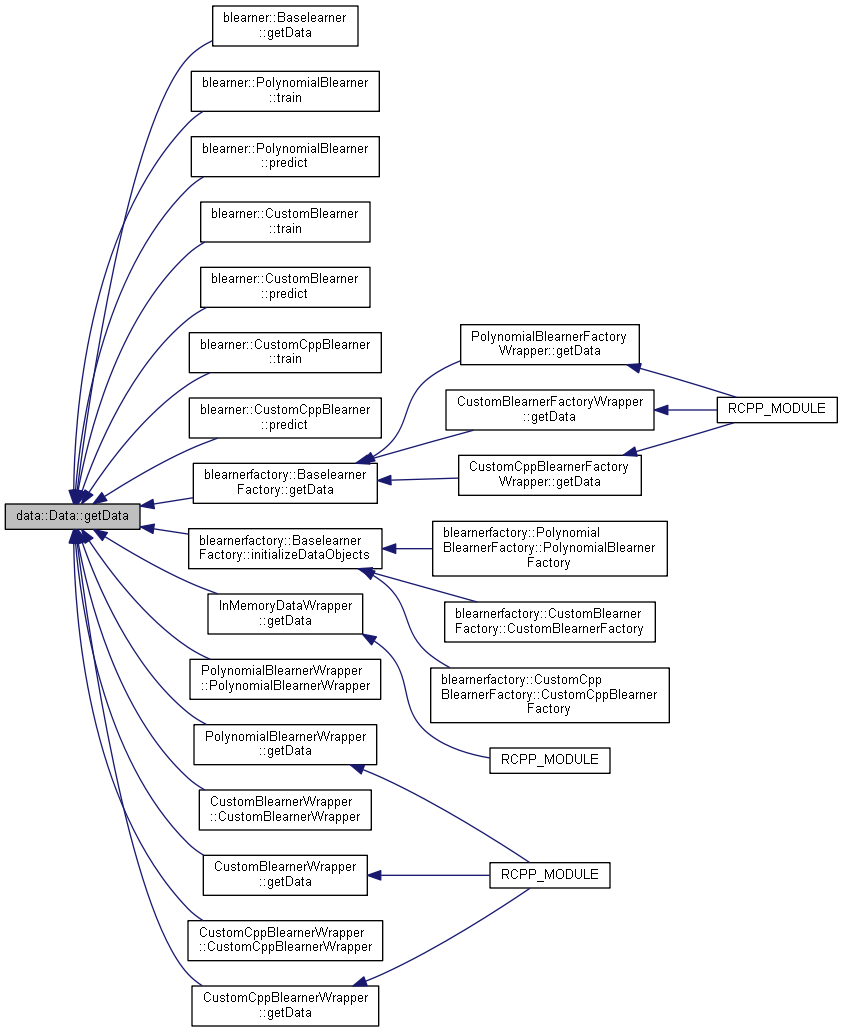 blearner::Baselearner
::getData
blearner::PolynomialBlearner
::train
blearner::PolynomialBlearner
::predict
blearner::CustomBlearner
::train
blearner::CustomBlearner
::predict
blearner::CustomCppBlearner
::train
blearner::CustomCppBlearner
::predict
blearnerfactory::Baselearner
Factory::getData
PolynomialBlearnerFactory
Wrapper::getData
CustomBlearnerFactoryWrapper
::getData
CustomCppBlearnerFactory
Wrapper::getData
RCPP_MODULE
data::Data::getData
blearnerfactory::Baselearner
Factory::initializeDataObjects
blearnerfactory::Polynomial
BlearnerFactory::PolynomialBlearner
Factory
blearnerfactory::CustomBlearner
Factory::CustomBlearnerFactory
blearnerfactory::CustomCpp
BlearnerFactory::CustomCppBlearner
Factory
InMemoryDataWrapper
::getData
RCPP_MODULE
PolynomialBlearnerWrapper
::PolynomialBlearnerWrapper
PolynomialBlearnerWrapper
::getData
CustomBlearnerWrapper
::CustomBlearnerWrapper
CustomBlearnerWrapper
::getData
RCPP_MODULE
CustomCppBlearnerWrapper
::CustomCppBlearnerWrapper
CustomCppBlearnerWrapper
::getData